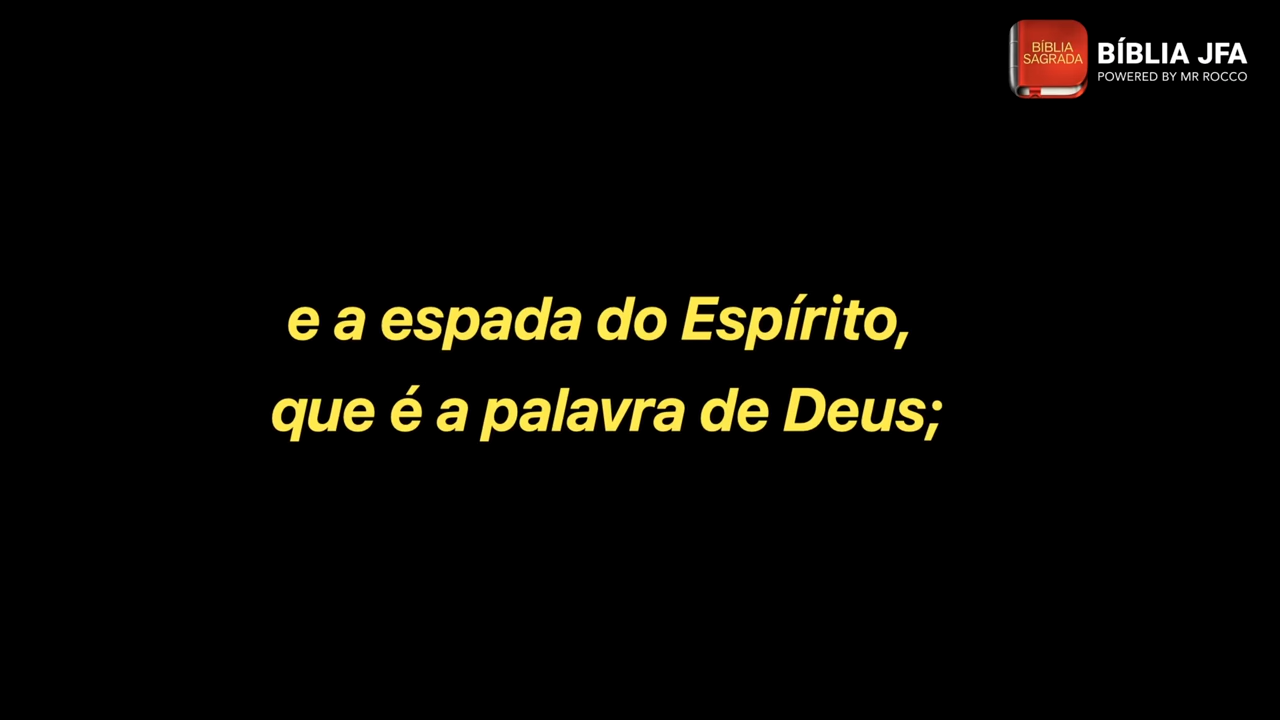 BÍBLIA
SAGRADA
BÍBLIA JFA
POWERED BY MR ROCCO
e a espada do Espírito,
que é a palavra de Deus;